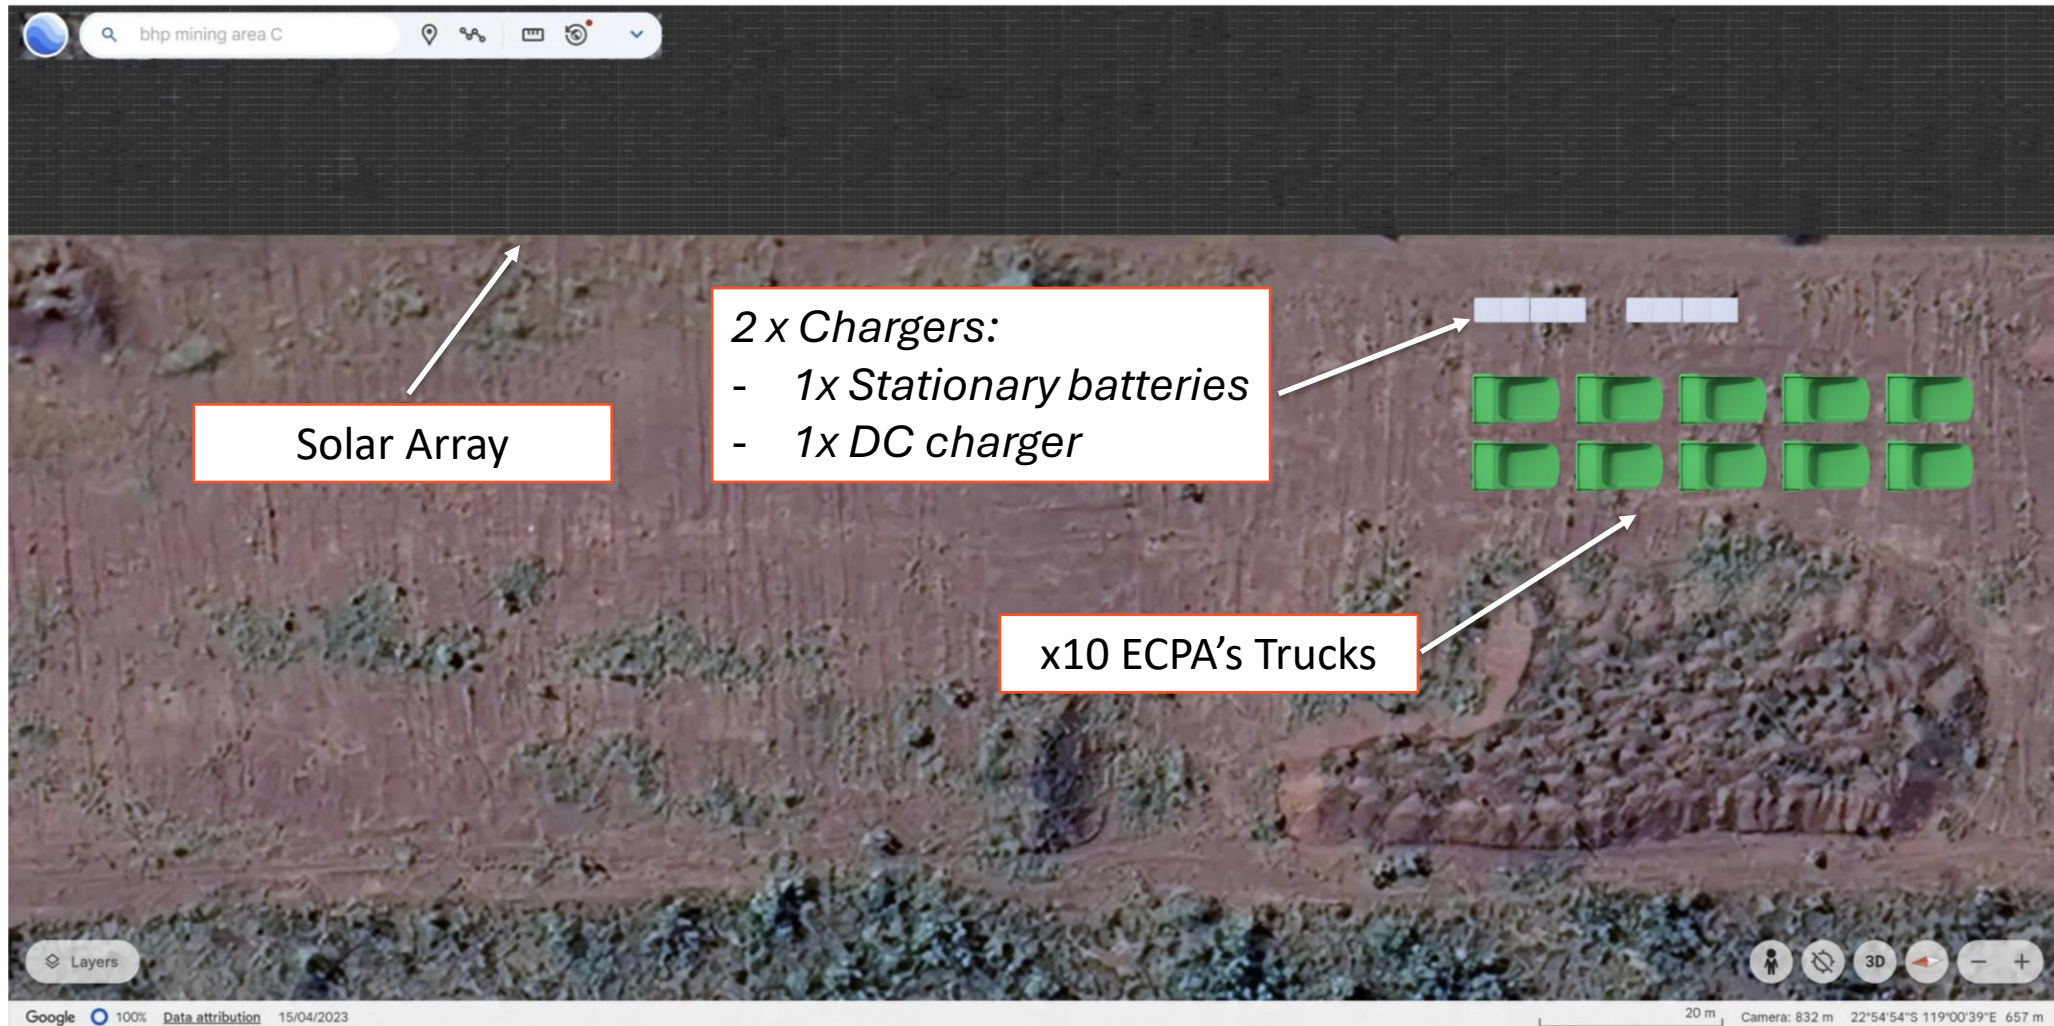 bhp mining area C
2 x Chargers:
- 1x Stationary batteries
- 1x DC charger
Solar Array
x10 ECPA's Trucks
Layers
3D
Google 100% Data attribution 15/04/2023
20 m
Camera: 832 m 22°54'54"S 119°00'39"E 657 m